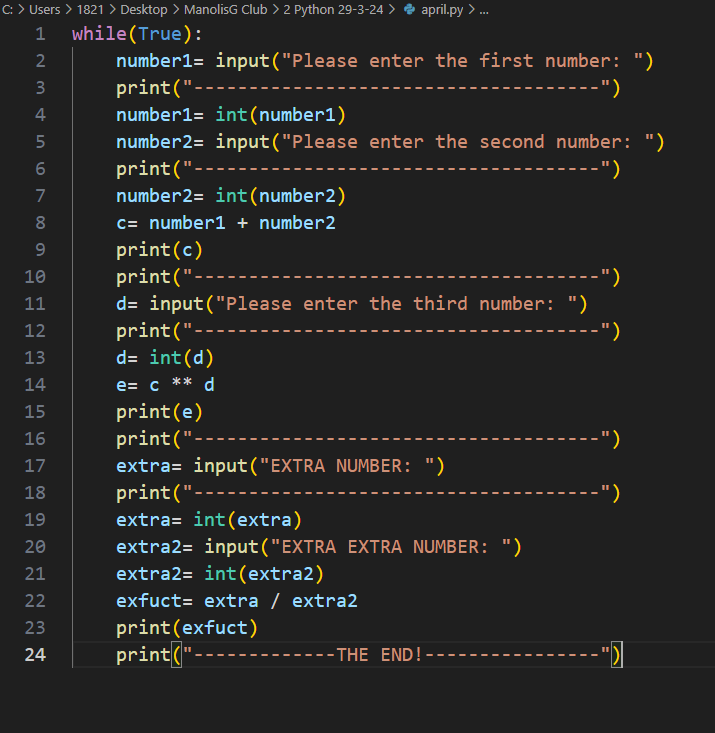 C: > Users > 1821 > Desktop > ManolisG Club > 2 Python 29-3-24 > april.py > ...
1 while(True):
2 number1= input("Please enter the first number: ")
3 print("-------------------------------------")
4 number1= int(number1)
5 number2= input("Please enter the second number: ")
6 print("-------------------------------------")
7 number2= int(number2)
8 c= number1 + number2
9 print(c)
10 print("-------------------------------------")
11 d= input("Please enter the third number: ")
12 print("-------------------------------------")
13 d= int(d)
14 e= c ** d
15 print(e)
16 print("-------------------------------------")
17 extra= input("EXTRA NUMBER: ")
18 print("-------------------------------------")
19 extra= int(extra)
20 extra2= input("EXTRA EXTRA NUMBER: ")
21 extra2= int(extra2)
22 exfuct= extra / extra2
23 print(exfuct)
24 print("-------------THE END!----------------")